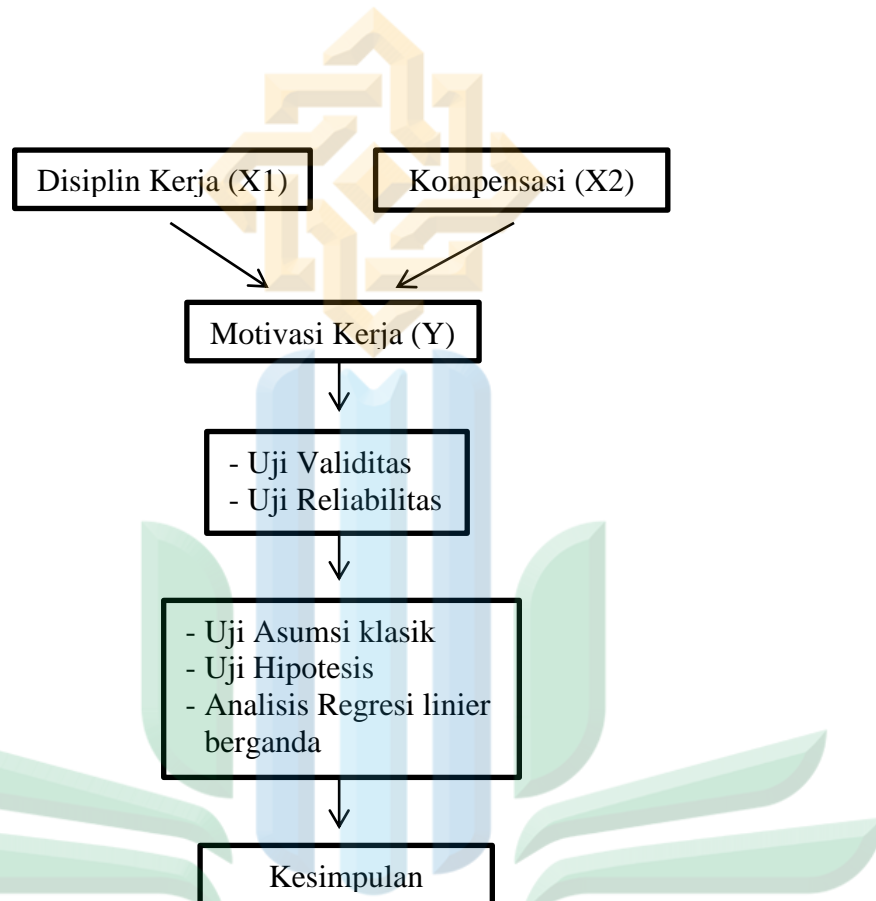 Disiplin Kerja (X1)
Kompensasi (X2)
Motivasi Kerja (Y)
- Uji Validitas
- Uji Reliabilitas
- Uji Asumsi klasik
- Uji Hipotesis
- Analisis Regresi linier
berganda
Kesimpulan